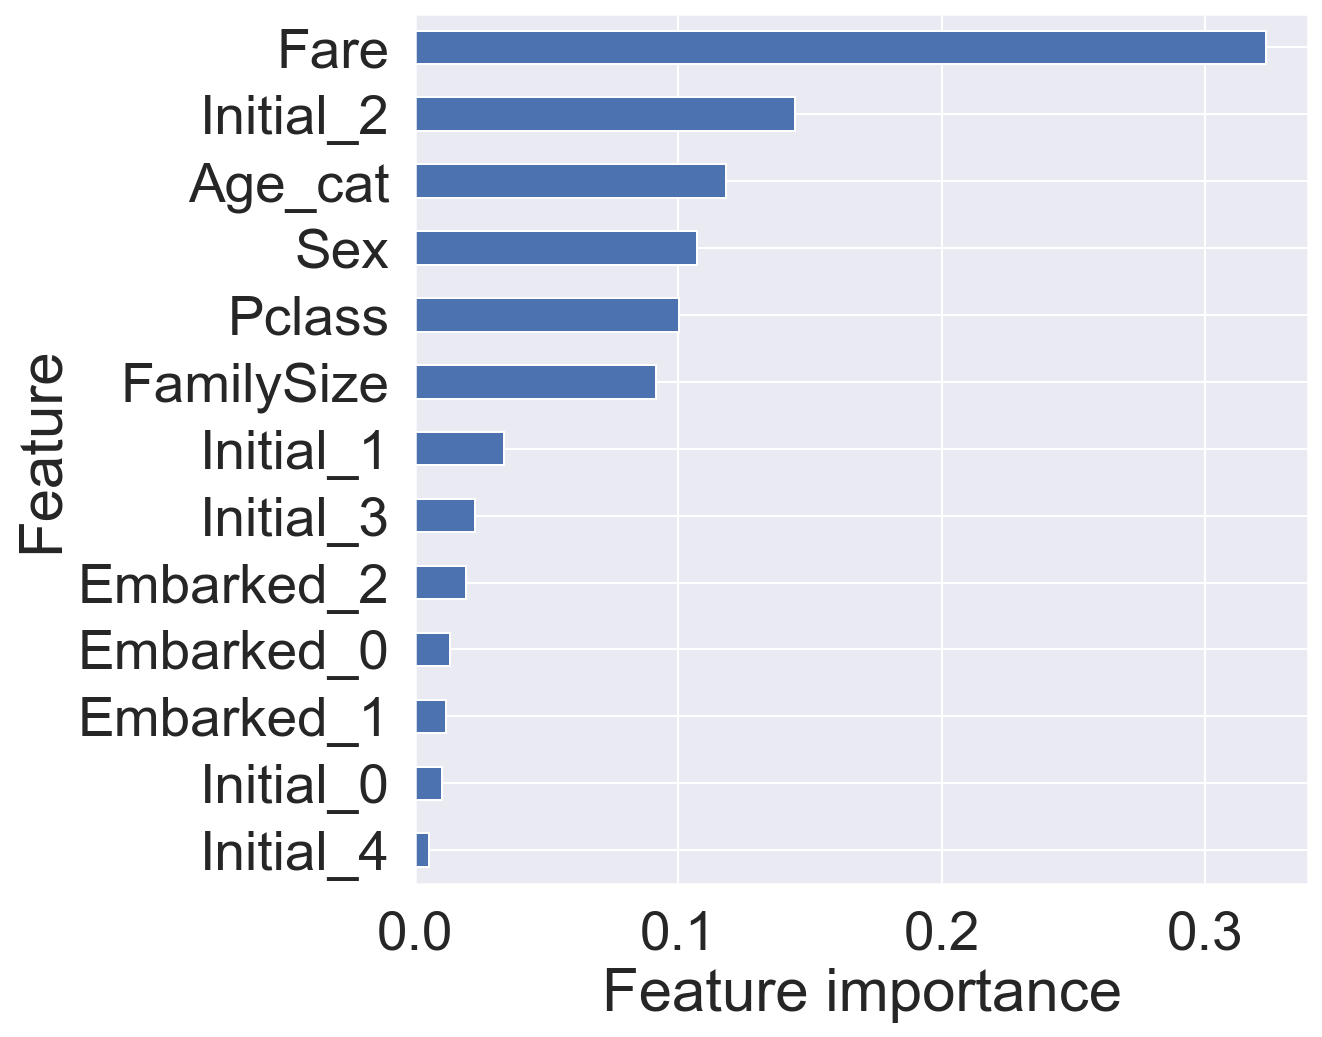 Fare
Initial_2
Age_cat
Sex
Pclass
FamilySize
Initial_1
Initial_3
Embarked_2
Embarked_0
Embarked_1
Initial_0
Initial_4
Feature
0.0 0.1 0.2 0.3
Feature importance